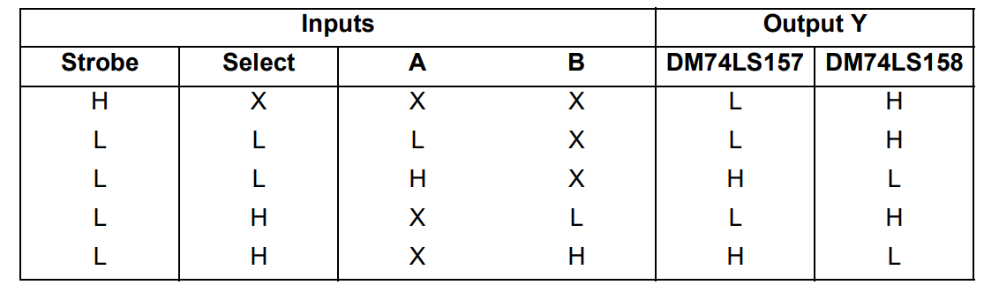 Inputs Output Y
Strobe Select A B DM74LS157 DM74LS158
H X X X L H
L L L X L H
L L H X H L
L H X L L H
L H X H H L